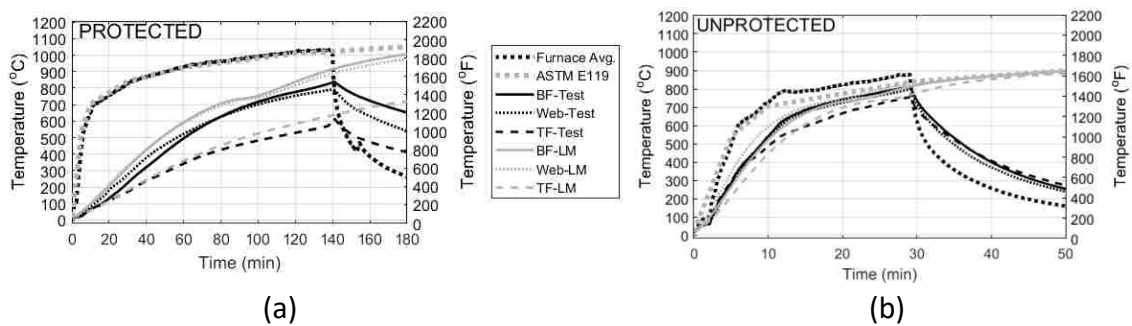 PROTECTED
1200
1100
1000
900
800
700
600
500
400
300
200
100
0
Temperature (°C)
0 20 40 60 80 100 120 140 160 180
Time (min)
2200
2000
1800
1600
1400
1200
1000
800
600
400
200
0
Temperature (°F)
(a)
Furnace Avg.
ASTM E119
BF-Test
Web-Test
TF-Test
BF-LM
Web-LM
TF-LM
UNPROTECTED
1200
1100
1000
900
800
700
600
500
400
300
200
100
0
Temperature (°C)
0 10 20 30 40 50
Time (min)
2200
2000
1800
1600
1400
1200
1000
800
600
400
200
0
Temperature (°F)
(b)